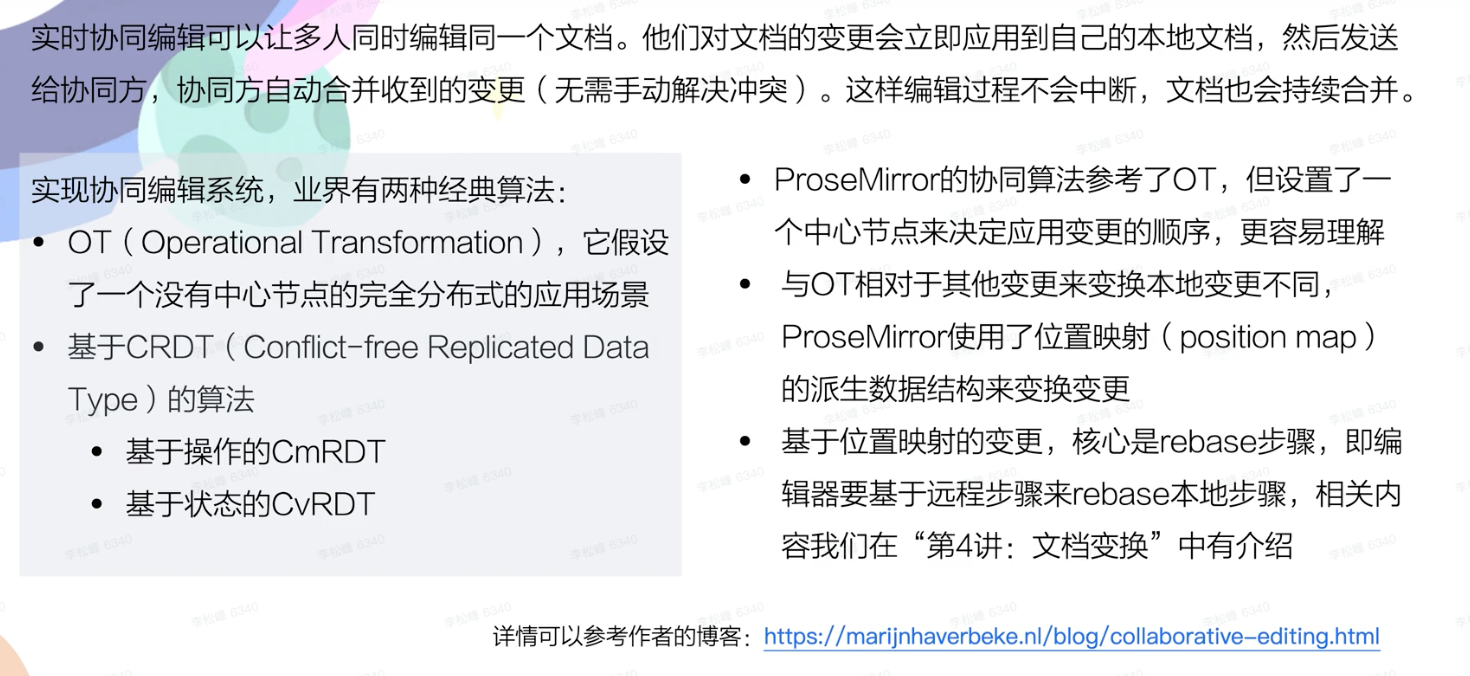 实时协同编辑可以让多人同时编辑同一个文档。他们对文档的变更会立即应用到自己的本地文档，然后发送
给协同方，协同方自动合并收到的变更（无需手动解决冲突）。这样编辑过程不会中断，文档也会持续合并。
实现协同编辑系统，业界有两种经典算法：
• OT（Operational Transformation），它假设
了一个没有中心节点的完全分布式的应用场景
• 基于CRDT（Conflict-free Replicated Data
Type）的算法
• 基于操作的CmRDT
• 基于状态的CvRDT
• ProseMirror的协同算法参考了OT，但设置了一
个中心节点来决定应用变更的顺序，更容易理解
• 与OT相对于其他变更来变换本地变更不同，
ProseMirror使用了位置映射（position map）
的派生数据结构来变换变更
• 基于位置映射的变更，核心是rebase步骤，即编
辑器要基于远程步骤来rebase本地步骤，相关内
容我们在“第4讲：文档变换”中有介绍
详情可以参考作者的博客：https://marijnhaverbeke.nl/blog/collaborative-editing.html
李松峰 6340